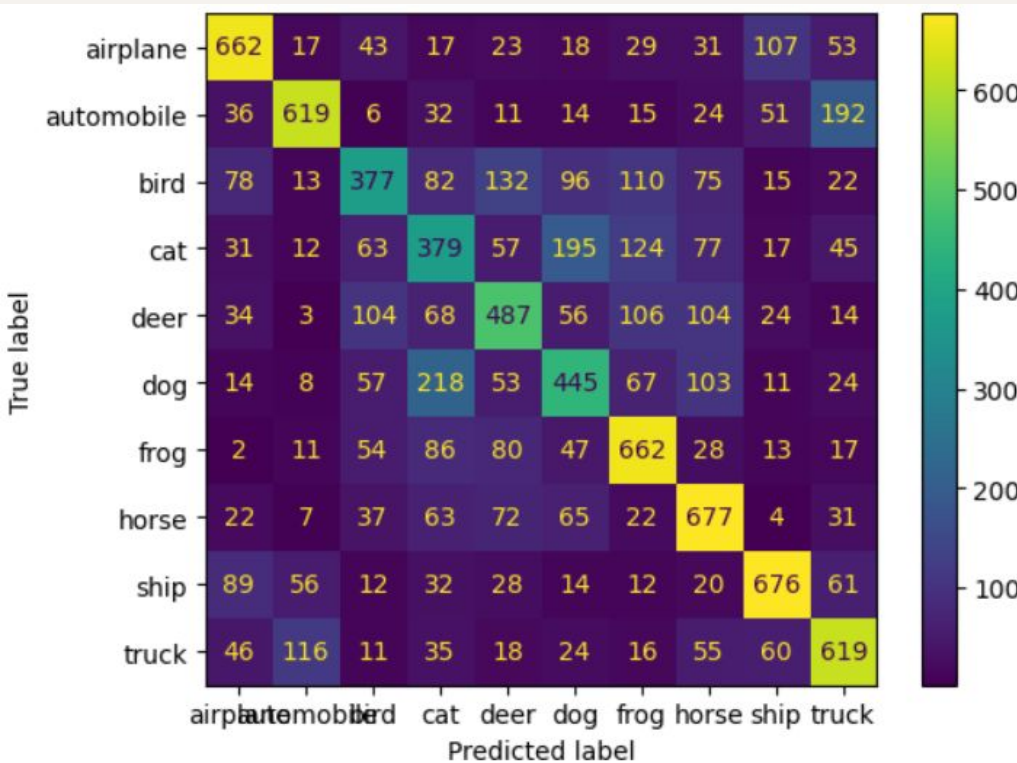 airplane 662 17 43 17 23 18 29 31 107 53
automobile 36 619 6 32 11 14 15 24 51 192
bird 78 13 377 82 132 96 110 75 15 22
cat 31 12 63 379 57 195 124 77 17 45
deer 34 3 104 68 487 56 106 104 24 14
dog 14 8 57 218 53 445 67 103 11 24
frog 2 11 54 86 80 47 662 28 13 17
horse 22 7 37 63 72 65 22 677 4 31
ship 89 56 12 32 28 14 12 20 676 61
truck 46 116 11 35 18 24 16 55 60 619
airplane automobile bird cat deer dog frog horse ship truck
Predicted label
True label
600
500
400
300
200
100